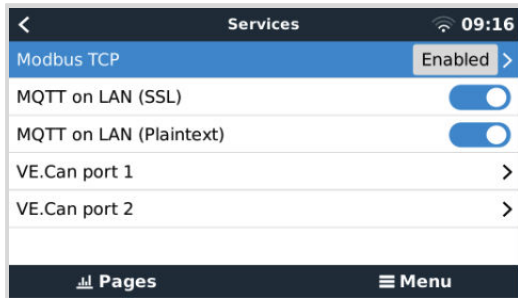 Services 09:16
Modbus TCP Enabled
MQTT on LAN (SSL)
MQTT on LAN (Plaintext)
VE.Can port 1
VE.Can port 2
Pages Menu